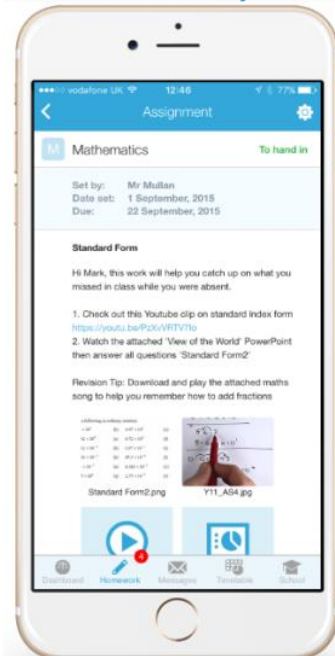 vodafone UK 12:46 77%
Assignment
M Mathematics To hand in
Set by: Mr Mullan
Date set: 1 September, 2015
Due: 22 September, 2015
Standard Form
Hi Mark, this work will help you catch up on what you
missed in class while you were absent.
1. Check out this Youtube clip on standard index form
2. Watch the attached 'View of the World' PowerPoint
then answer all questions 'Standard Form2'
Revision Tip: Download and play the attached maths
song to help you remember how to add fractions
Standard Form2.png Y11_AS4.jpg
4
Dashboard Homework Messages Timetable School